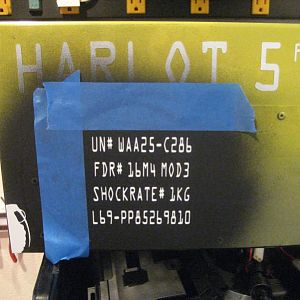 HARLOT 5
UN# WAA25-C286
FDR# 16M4 MOD3
SHOCKRATE# 1KG
L69-PP85269810